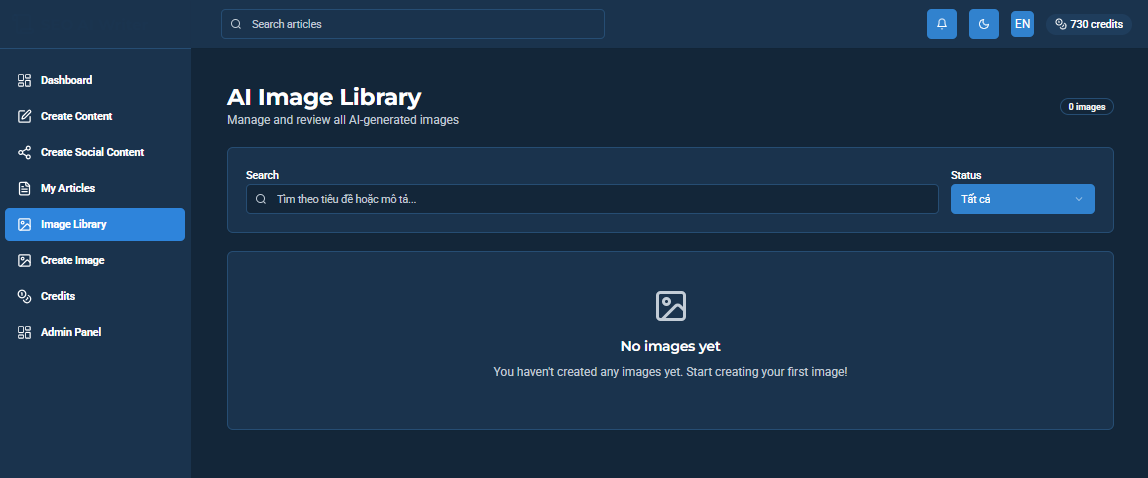 Search articles
EN
730 credits
Dashboard
Create Content
Create Social Content
My Articles
Image Library
Create Image
Credits
Admin Panel
AI Image Library
Manage and review all AI-generated images
0 images
Search
Tìm theo tiêu đề hoặc mô tả...
Status
Tất cả
No images yet
You haven't created any images yet. Start creating your first image!